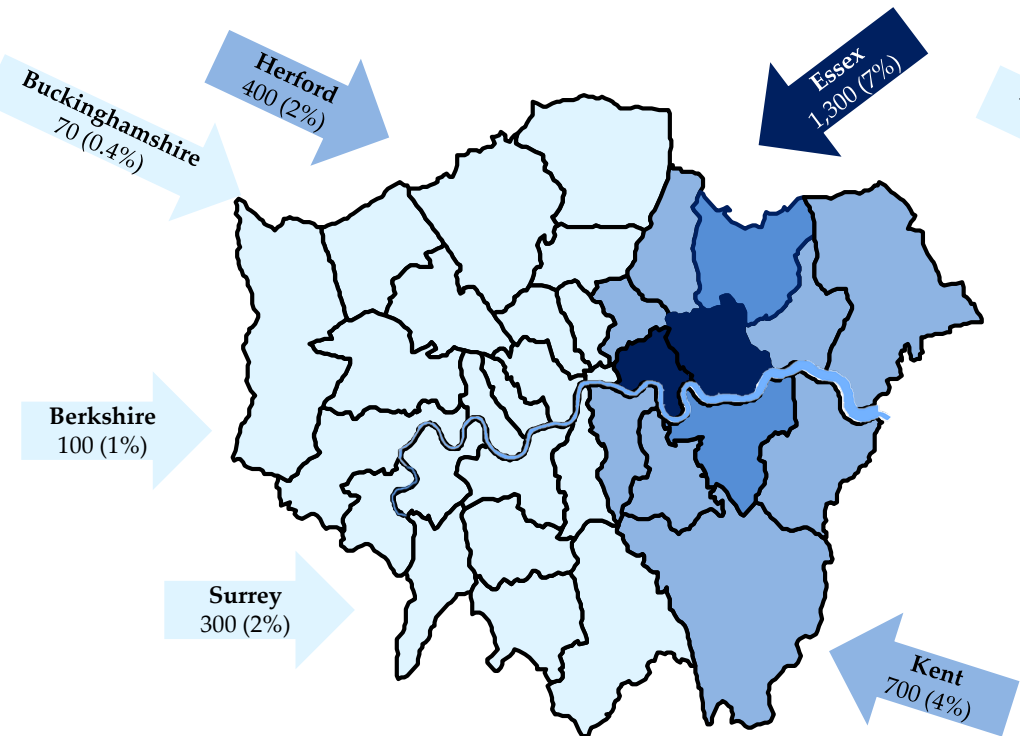 Buckinghamshire
70 (0.4%)
Herford
400 (2%)
Essex
1,300 (7%)
Berkshire
100 (1%)
Surrey
300 (2%)
Kent
700 (4%)